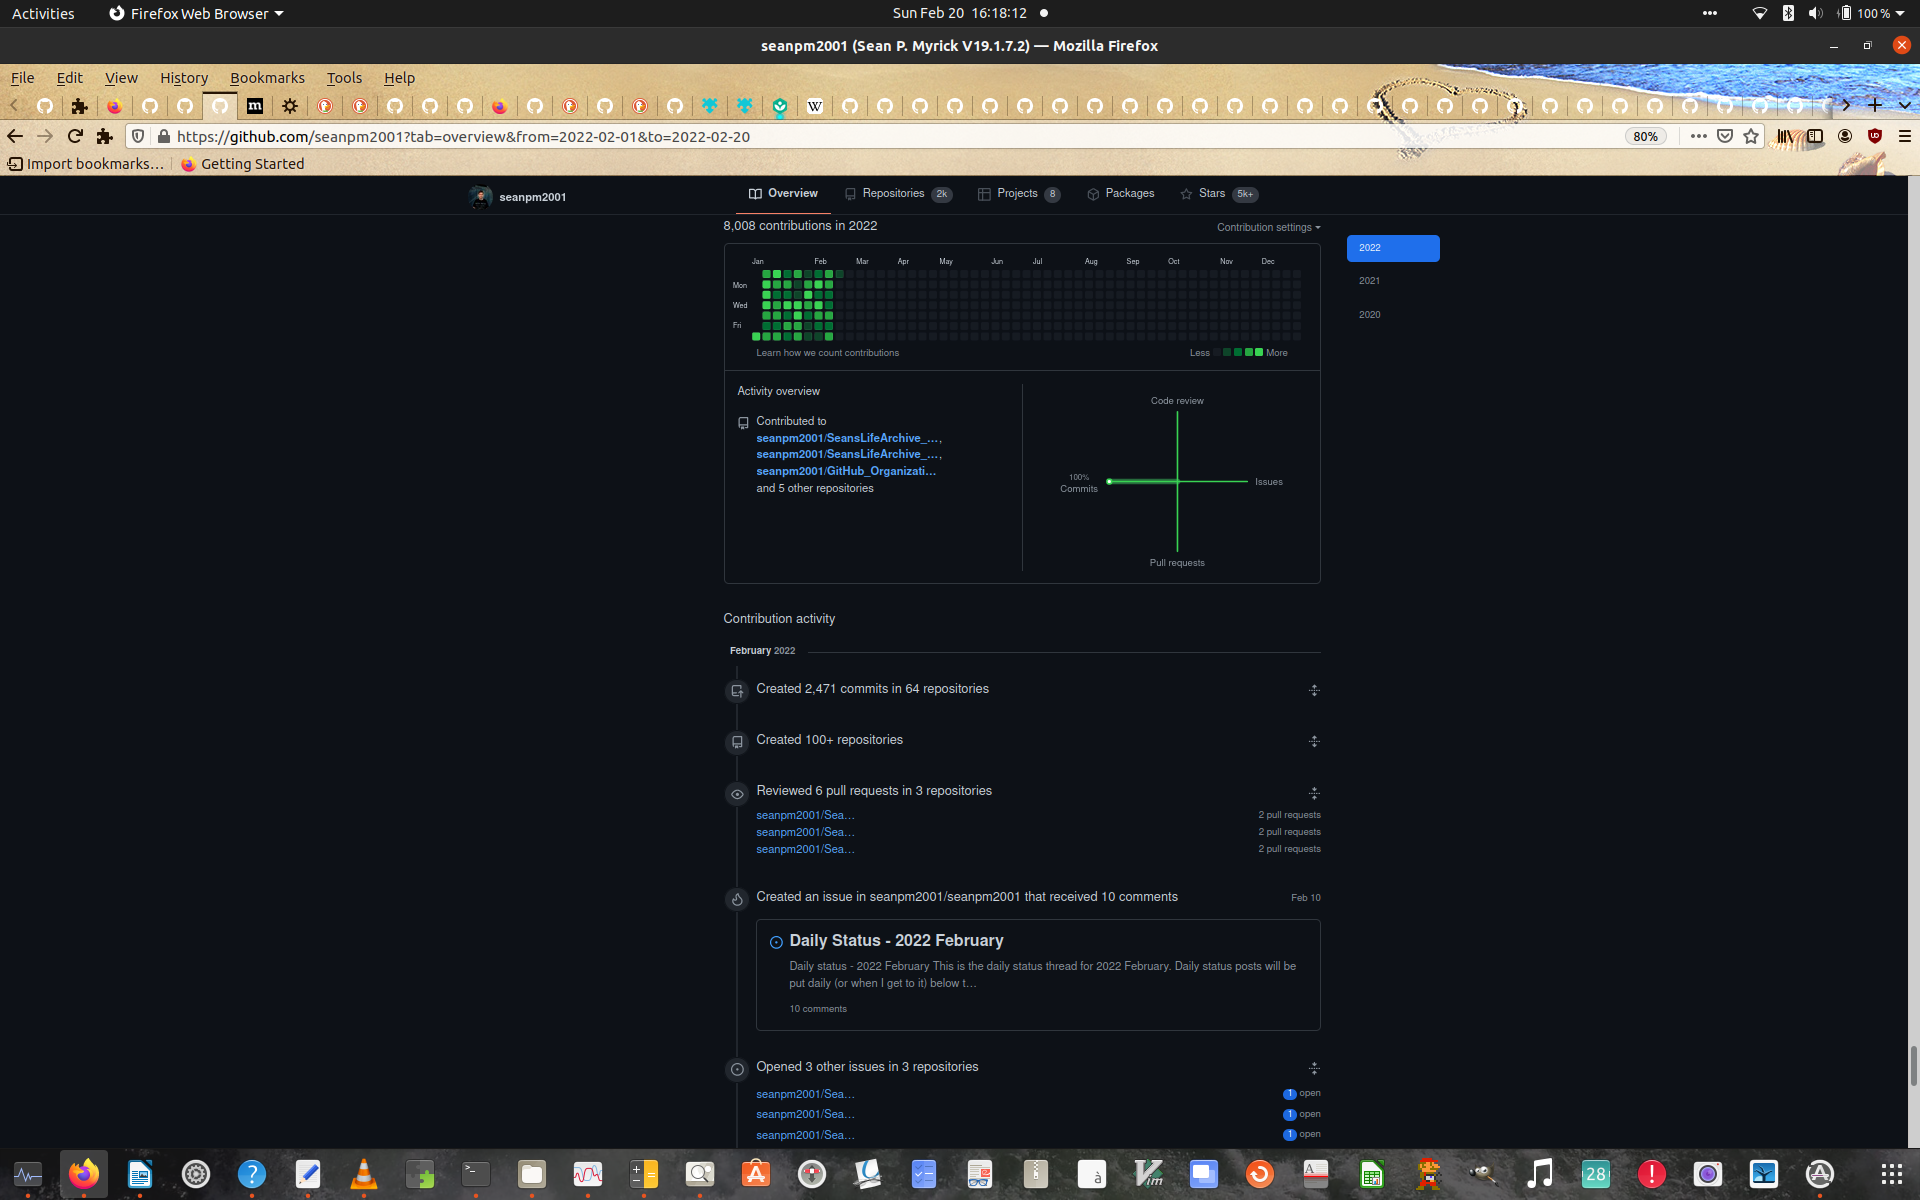 Activities
Firefox Web Browser
Sun Feb 20 16:18:12
100 %
seanpm2001 (Sean P. Myrick V19.1.7.2) — Mozilla Firefox
File Edit View History Bookmarks Tools Help
https://github.com/seanpm2001?tab=overview&from=2022-02-01&to=2022-02-20
80%
Import bookmarks...
Getting Started
seanpm2001
Overview
Repositories 2k
Projects 8
Packages
Stars 5k+
8,008 contributions in 2022
Contribution settings
2022
2021
2020
Jan Feb Mar Apr May Jun Jul Aug Sep Oct Nov Dec
Mon
Wed
Fri
Learn how we count contributions
Less More
Activity overview
Contributed to
seanpm2001/SeansLifeArchive_...,
seanpm2001/SeansLifeArchive_...,
seanpm2001/GitHub_Organizati...
and 5 other repositories
Code review
100%
Commits
Issues
Pull requests
Contribution activity
February 2022
Created 2,471 commits in 64 repositories
Created 100+ repositories
Reviewed 6 pull requests in 3 repositories
seanpm2001/Sea... 2 pull requests
seanpm2001/Sea... 2 pull requests
seanpm2001/Sea... 2 pull requests
Created an issue in seanpm2001/seanpm2001 that received 10 comments
Feb 10
Daily Status - 2022 February
Daily status - 2022 February This is the daily status thread for 2022 February. Daily status posts will be
put daily (or when I get to it) below t...
10 comments
Opened 3 other issues in 3 repositories
seanpm2001/Sea... 1 open
seanpm2001/Sea... 1 open
seanpm2001/Sea... 1 open
28